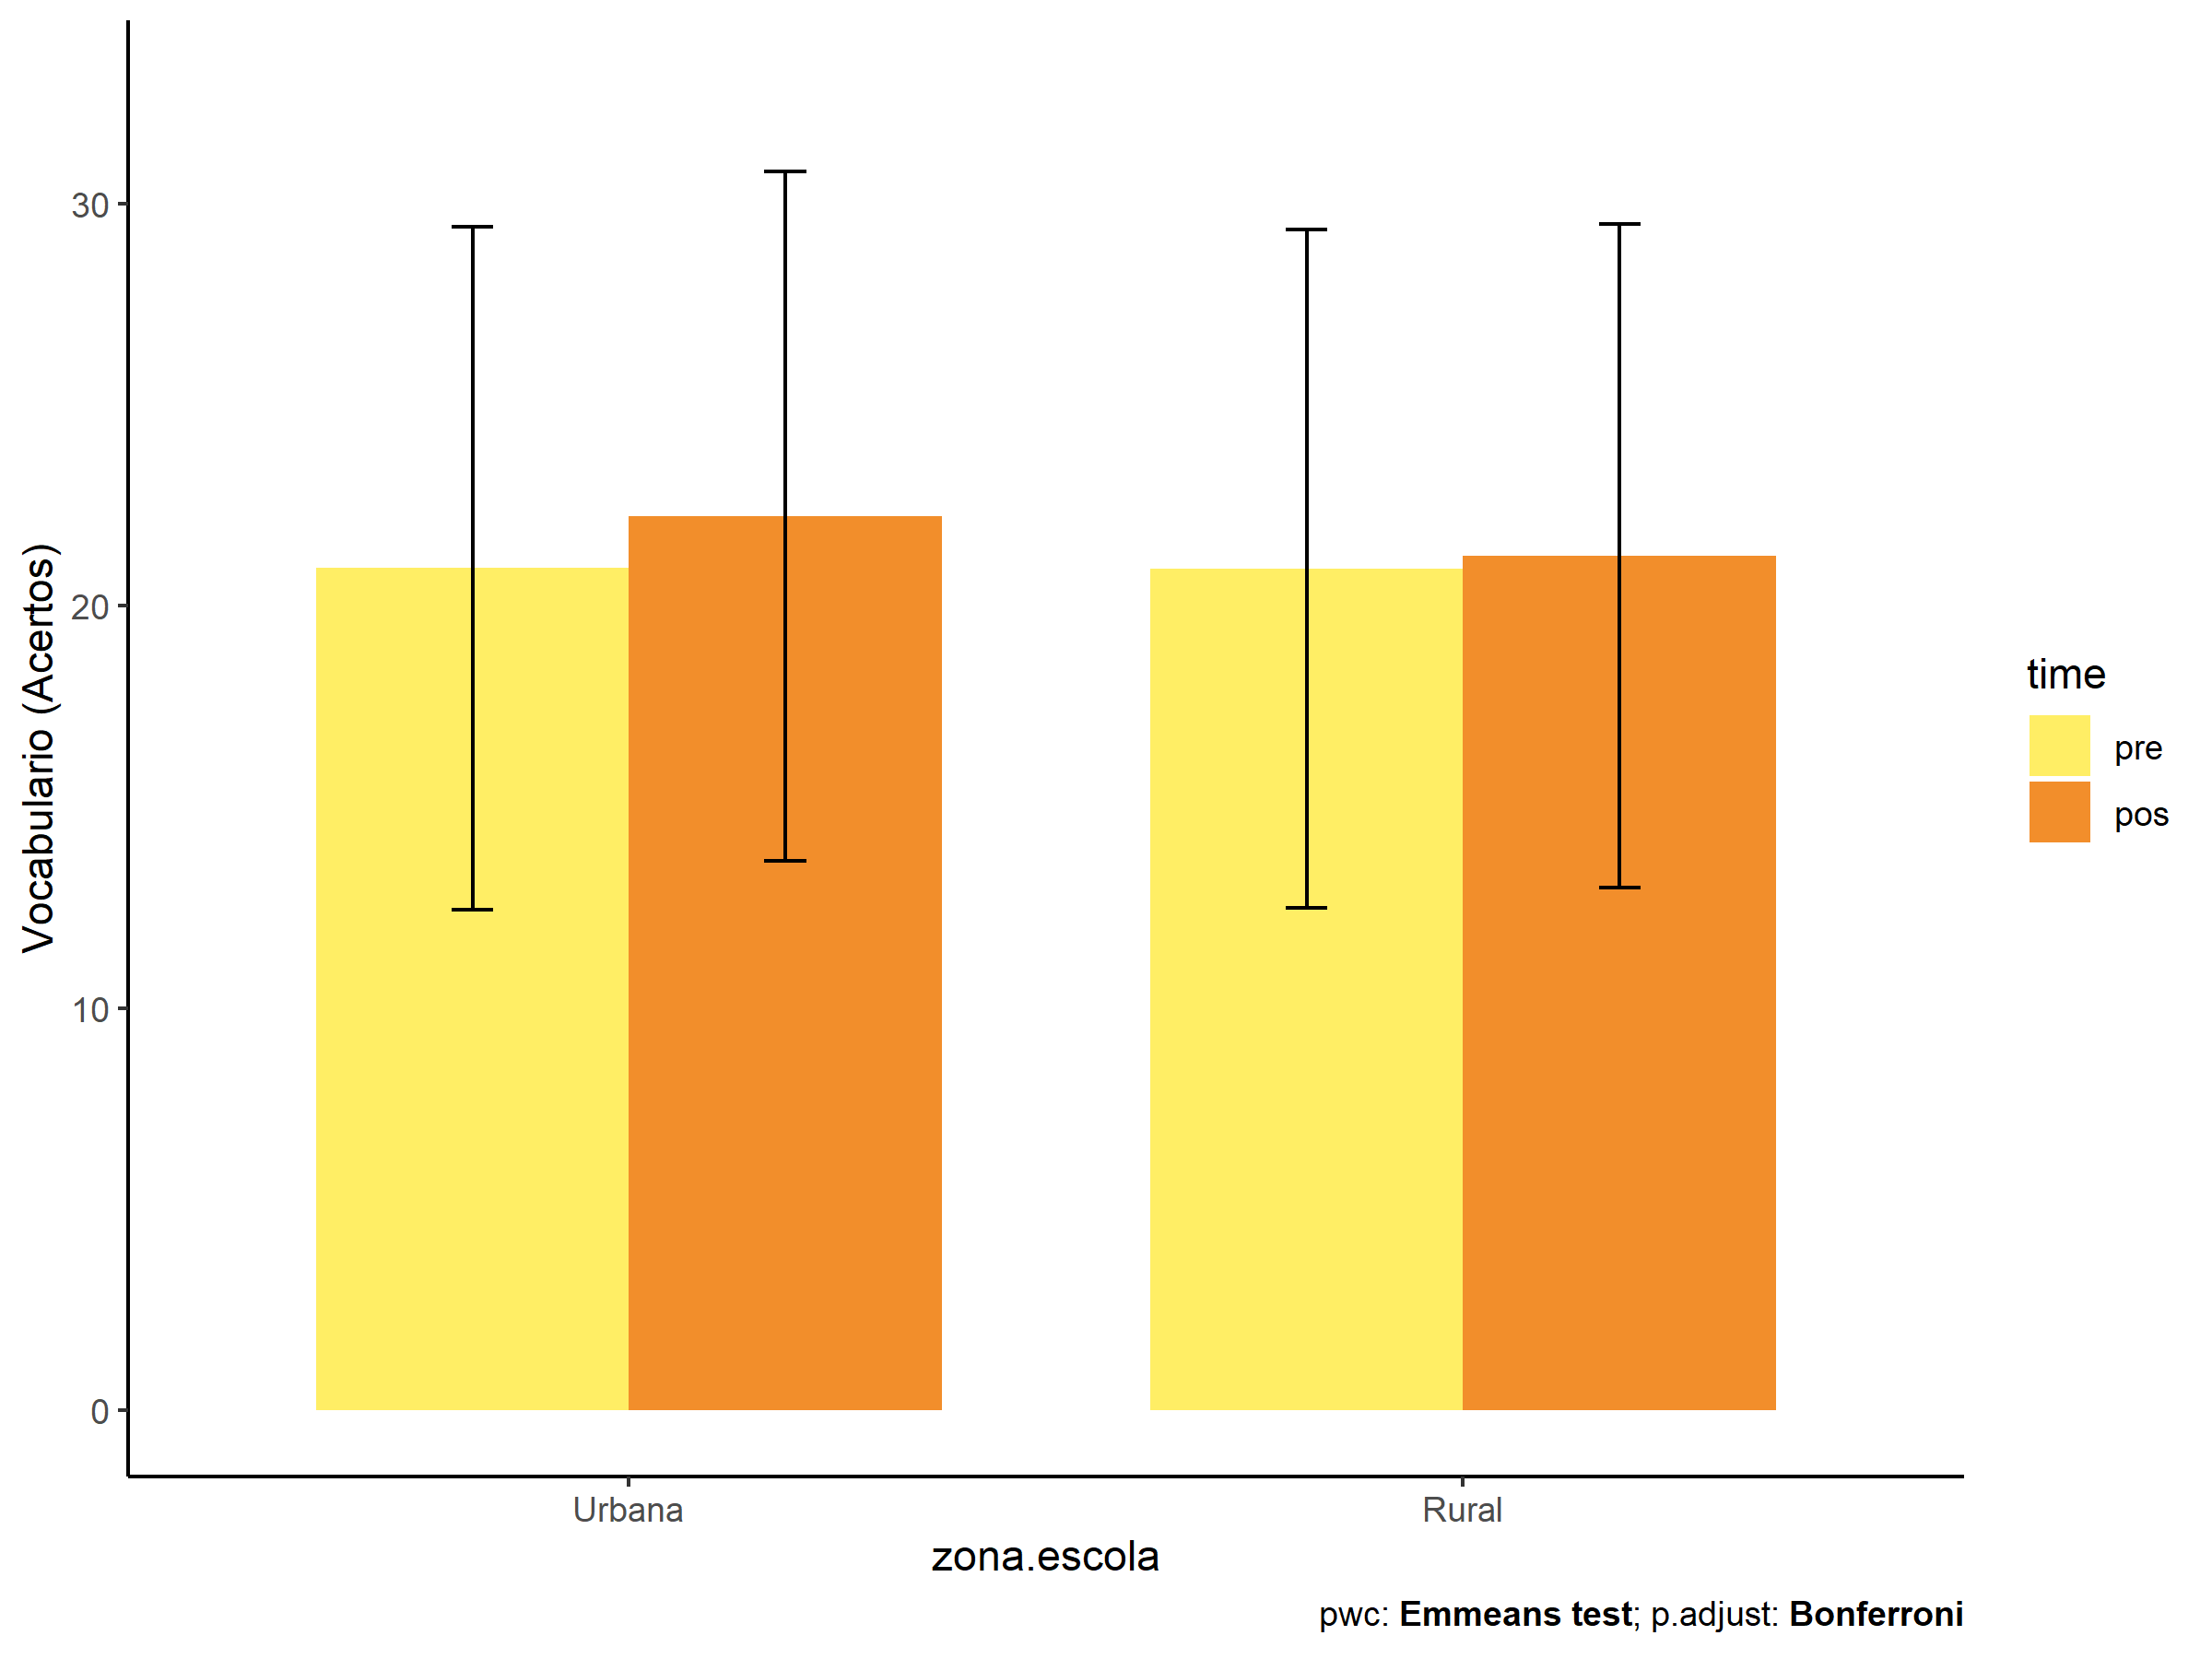 Vocabulario (Acertos)
30
20
10
0
Urbana
Rural
zona.escola
time
pre
pos
pwc: Emmeans test; p.adjust: Bonferroni